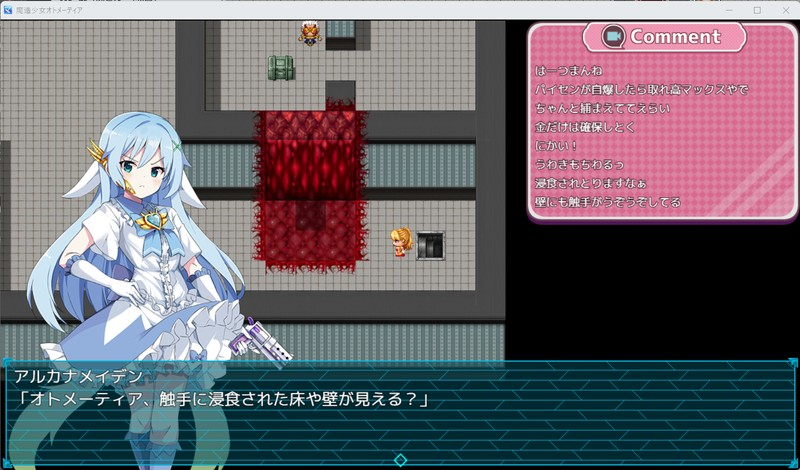 魔造少女オトメーティア
Comment
はーつまんね
パイセンが自爆したら取れ高マックスやで
ちゃんと捕まえててえらい
金だけは確保しとく
にかい！
うわきもちわるっ
浸食されとりますなぁ
壁にも触手がうぞうぞしてる
アルカナメイデン
「オトメーティア、触手に浸食された床や壁が見える？」